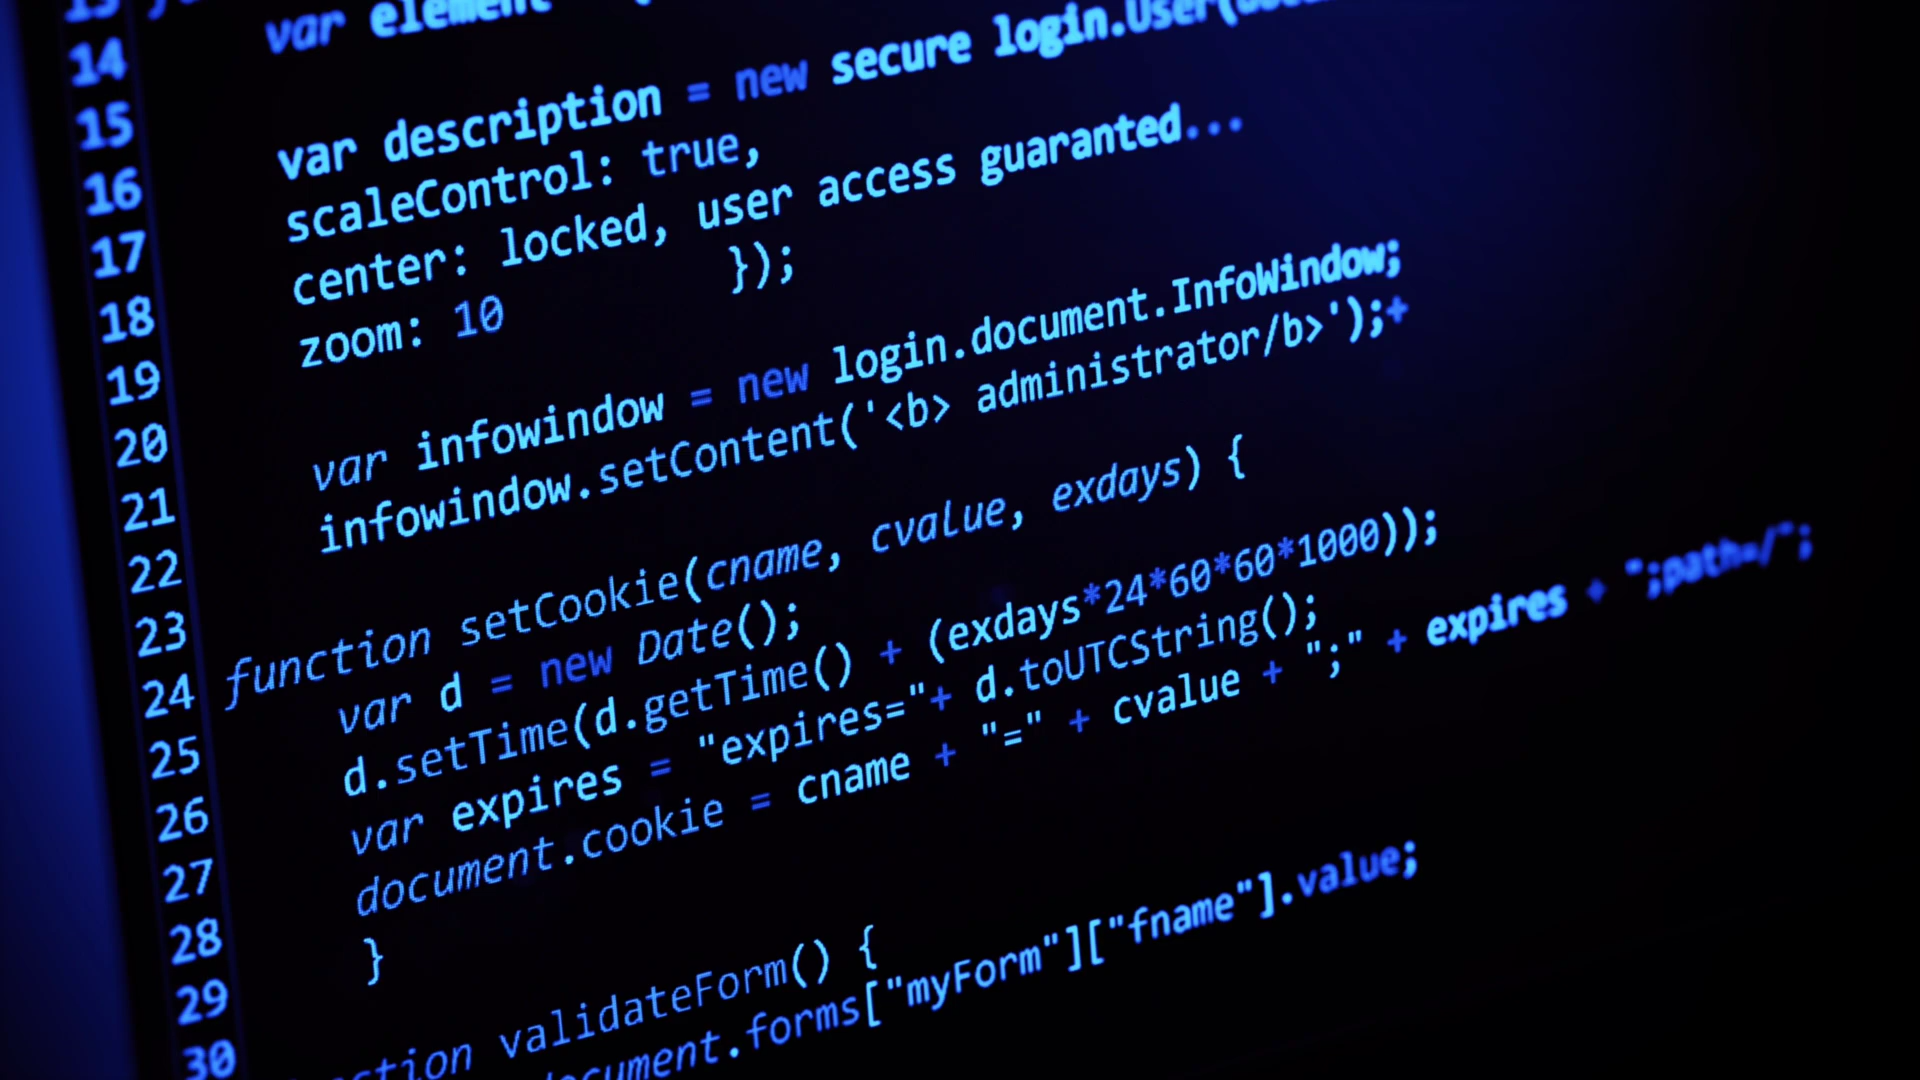 13
14 var element
15
16 var description = new secure login.User(
17 scaleControl: true,
18 center: locked, user access guaranted...
19 zoom: 10 });
20
21 var infowindow = new login.document.InfoWindow;
22 infowindow.setContent('<b> administrator/b>');+
23
24 function setCookie(cname, cvalue, exdays) {
25 var d = new Date();
26 d.setTime(d.getTime() + (exdays*24*60*60*1000));
27 var expires = "expires="+ d.toUTCString();
28 document.cookie = cname + "=" + cvalue + ";" + expires + ";path=/";
29 }
30 validateForm() {
.forms["myForm"]["fname"].value;